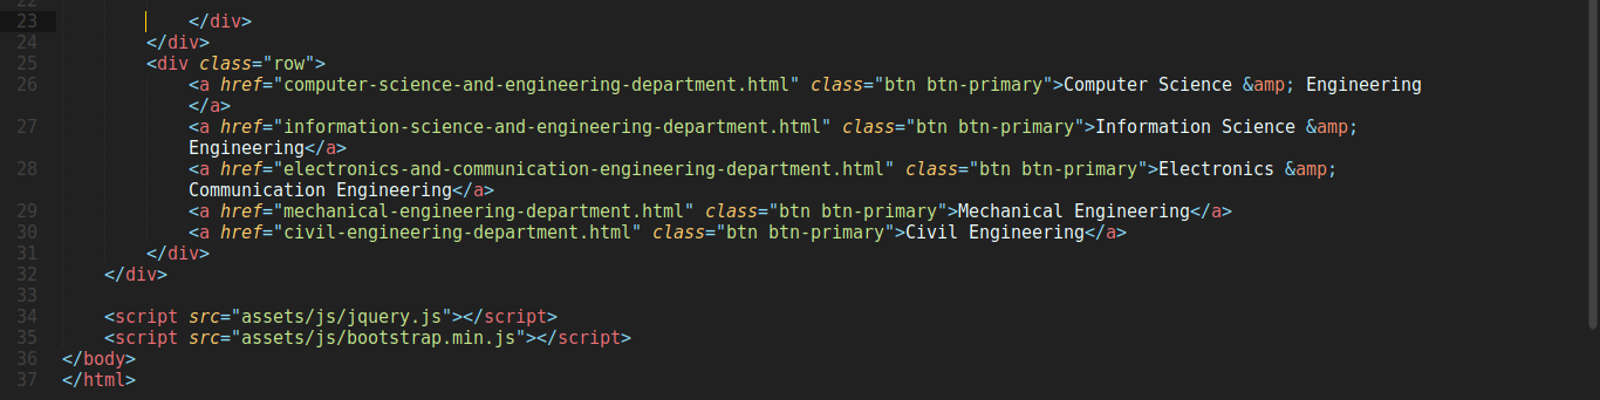 22
23 </div>
24 </div>
25 <div class="row">
26 <a href="computer-science-and-engineering-department.html" class="btn btn-primary">Computer Science &amp; Engineering
</a>
27 <a href="information-science-and-engineering-department.html" class="btn btn-primary">Information Science &amp;
Engineering</a>
28 <a href="electronics-and-communication-engineering-department.html" class="btn btn-primary">Electronics &amp;
Communication Engineering</a>
29 <a href="mechanical-engineering-department.html" class="btn btn-primary">Mechanical Engineering</a>
30 <a href="civil-engineering-department.html" class="btn btn-primary">Civil Engineering</a>
31 </div>
32 </div>
33
34 <script src="assets/js/jquery.js"></script>
35 <script src="assets/js/bootstrap.min.js"></script>
36 </body>
37 </html>